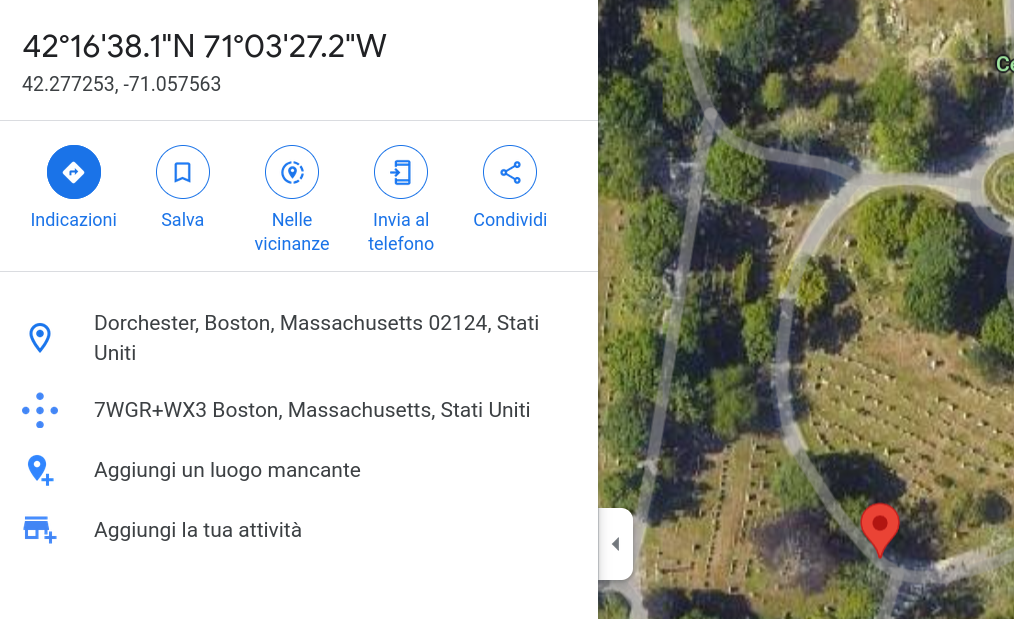 42°16'38.1"N 71°03'27.2"W
42.277253, -71.057563
Indicazioni
Salva
Nelle
vicinanze
Invia al
telefono
Condividi
Dorchester, Boston, Massachusetts 02124, Stati
Uniti
7WGR+WX3 Boston, Massachusetts, Stati Uniti
Aggiungi un luogo mancante
Aggiungi la tua attività